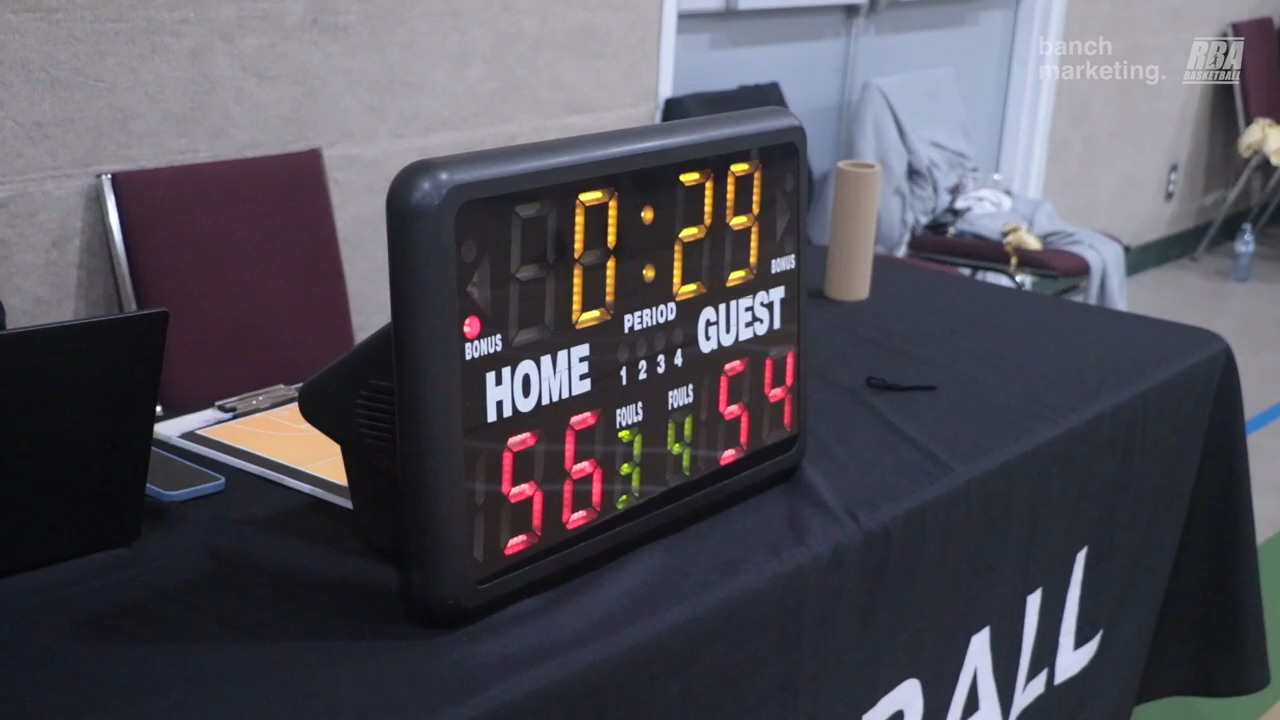 banch
marketing.
RBA
BASKETBALL
0:29
BONUS
PERIOD
BONUS
HOME
GUEST
1 2 3 4
FOULS
FOULS
56
3
4
54
BALL